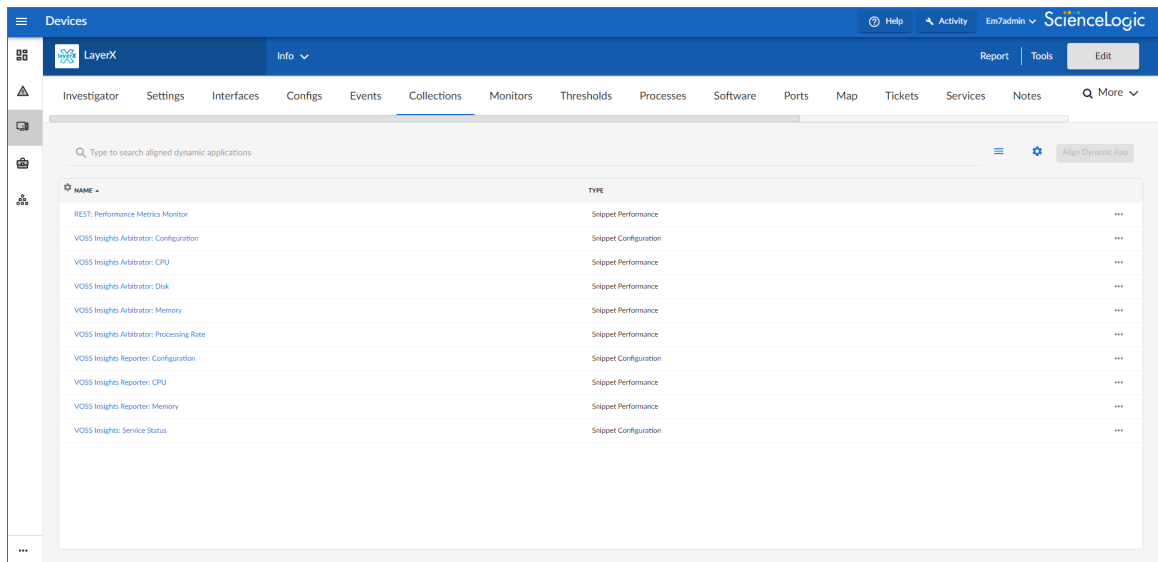 Devices
Help
Activity
Em7admin
ScienceLogic
layerX
LayerX
Info
Report
Tools
Edit
Investigator Settings Interfaces Configs Events Collections Monitors Thresholds Processes Software Ports Map Tickets Services Notes
More
Type to search aligned dynamic applications
Align Dynamic App
NAME TYPE
REST: Performance Metrics Monitor Snippet Performance
VOSS Insights Arbitrator: Configuration Snippet Configuration
VOSS Insights Arbitrator: CPU Snippet Performance
VOSS Insights Arbitrator: Disk Snippet Performance
VOSS Insights Arbitrator: Memory Snippet Performance
VOSS Insights Arbitrator: Processing Rate Snippet Performance
VOSS Insights Reporter: Configuration Snippet Configuration
VOSS Insights Reporter: CPU Snippet Performance
VOSS Insights Reporter: Memory Snippet Performance
VOSS Insights: Service Status Snippet Configuration